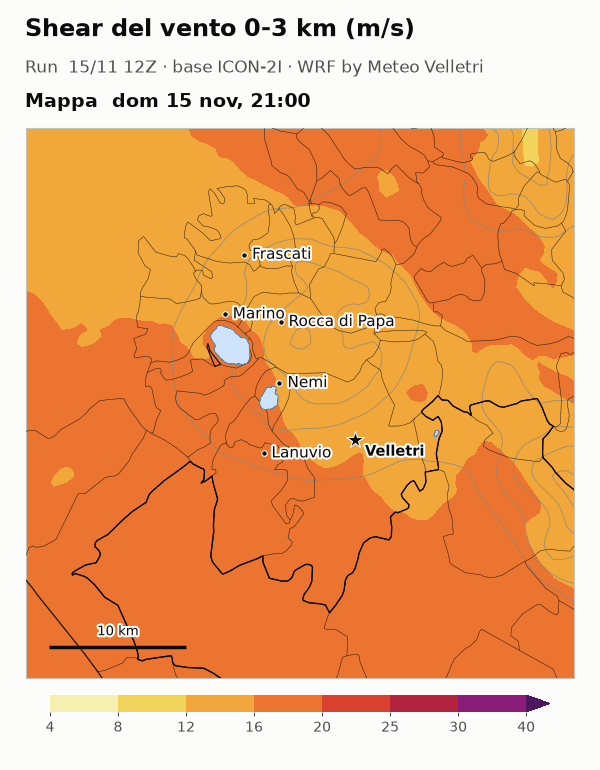 Shear del vento 0-3 km (m/s)
Run  15/11 12Z · base ICON-2I · WRF by Meteo Velletri
Mappa  dom 15 nov, 21:00
Frascati
Marino
Rocca di Papa
Nemi
Velletri
Lanuvio
10 km
4 8 12 16 20 25 30 40